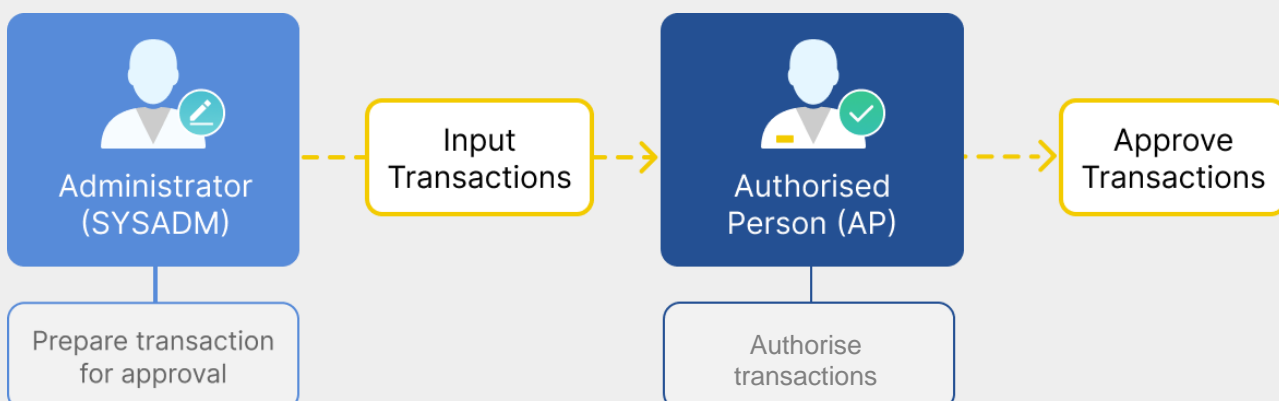 Administrator
(SYSADM)
Input
Transactions
Authorised
Person (AP)
Approve
Transactions
Prepare transaction
for approval
Authorise
transactions